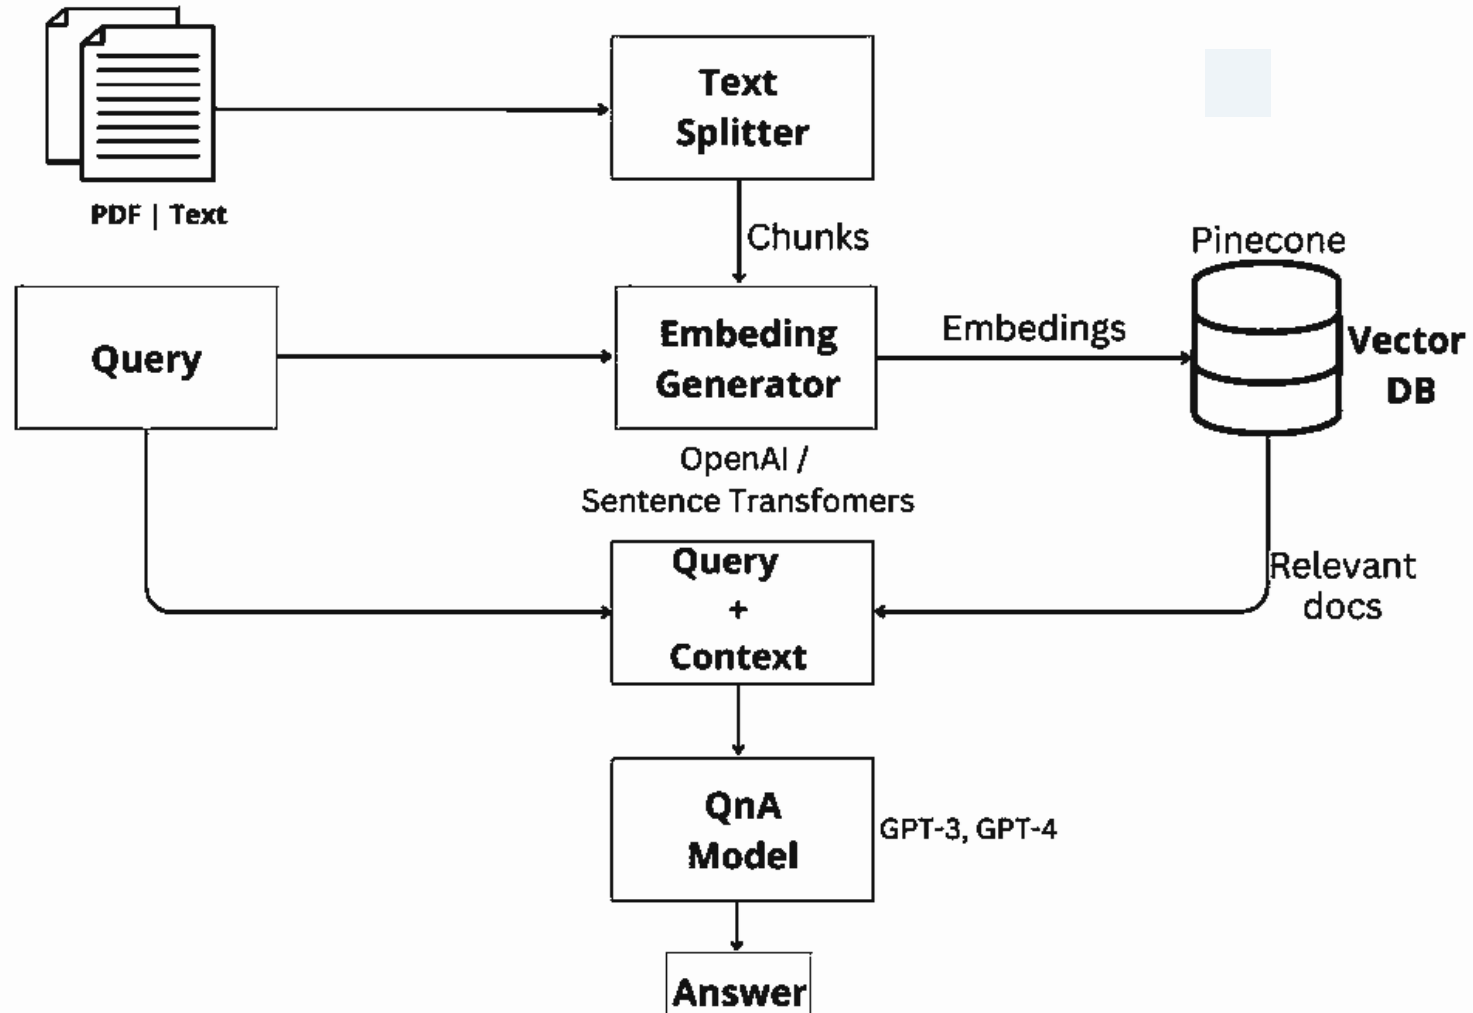 Text
Splitter
PDF | Text
Chunks
Pinecone
Query
Embeding
Generator
Embedings
Vector
DB
OpenAI /
Sentence Transfomers
Query
+
Context
Relevant
docs
QnA
Model
GPT-3, GPT-4
Answer